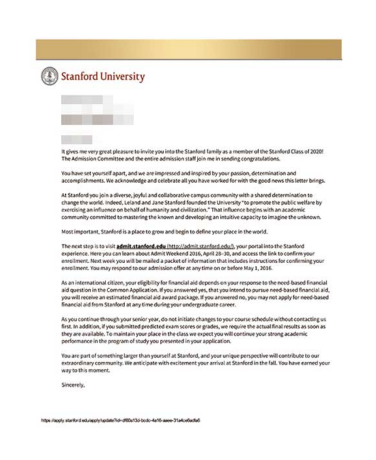 Stanford University
It gives me very great pleasure to invite you into the Stanford family as a member of the Stanford Class of 2020!
The Admission Committee and the entire admission staff join me in sending congratulations.
You have set yourself apart, and we are impressed and inspired by your passion, determination and
accomplishments. We acknowledge and celebrate all you have worked for with the good news this letter brings.
At Stanford you join a diverse, joyful and collaborative campus community with a shared determination to
change the world. Indeed, Leland and Jane Stanford founded the University "to promote the public welfare by
exercising an influence on behalf of humanity and civilization." That influence begins with an academic
community committed to mastering the known and developing an intuitive capacity to imagine the unknown.
Most important, Stanford is a place to grow and begin to define your place in the world.
The next step is to visit admit.stanford.edu (http://admit.stanford.edu/), your portal into the Stanford
experience. Here you can learn about Admit Weekend 2016, April 28-30, and access the link to confirm your
enrollment. Next week you will be mailed a packet of information that includes instructions for confirming your
enrollment. You may respond to our admission offer at any time on or before May 1, 2016.
As an international citizen, your eligibility for financial aid depends on your response to the need based financial
aid question in the Common Application. If you answered yes, that you intend to pursue need-based financial aid,
you will receive an estimated financial aid award package. If you answered no, you may not apply for need-based
financial aid from Stanford at any time during your undergraduate career.
As you continue through your senior year, do not initiate changes to your course schedule without contacting us
first. In addition, if you submitted predicted exam scores or grades, we require the actual final results as soon as
they are available. To maintain your place in the class we expect you will continue your strong academic
performance in the program of study you presented in your application.
You are part of something larger than yourself at Stanford, and your unique perspective will contribute to our
extraordinary community. We anticipate with excitement your arrival at Stanford in the fall. You have earned your
way to this moment.
Sincerely,